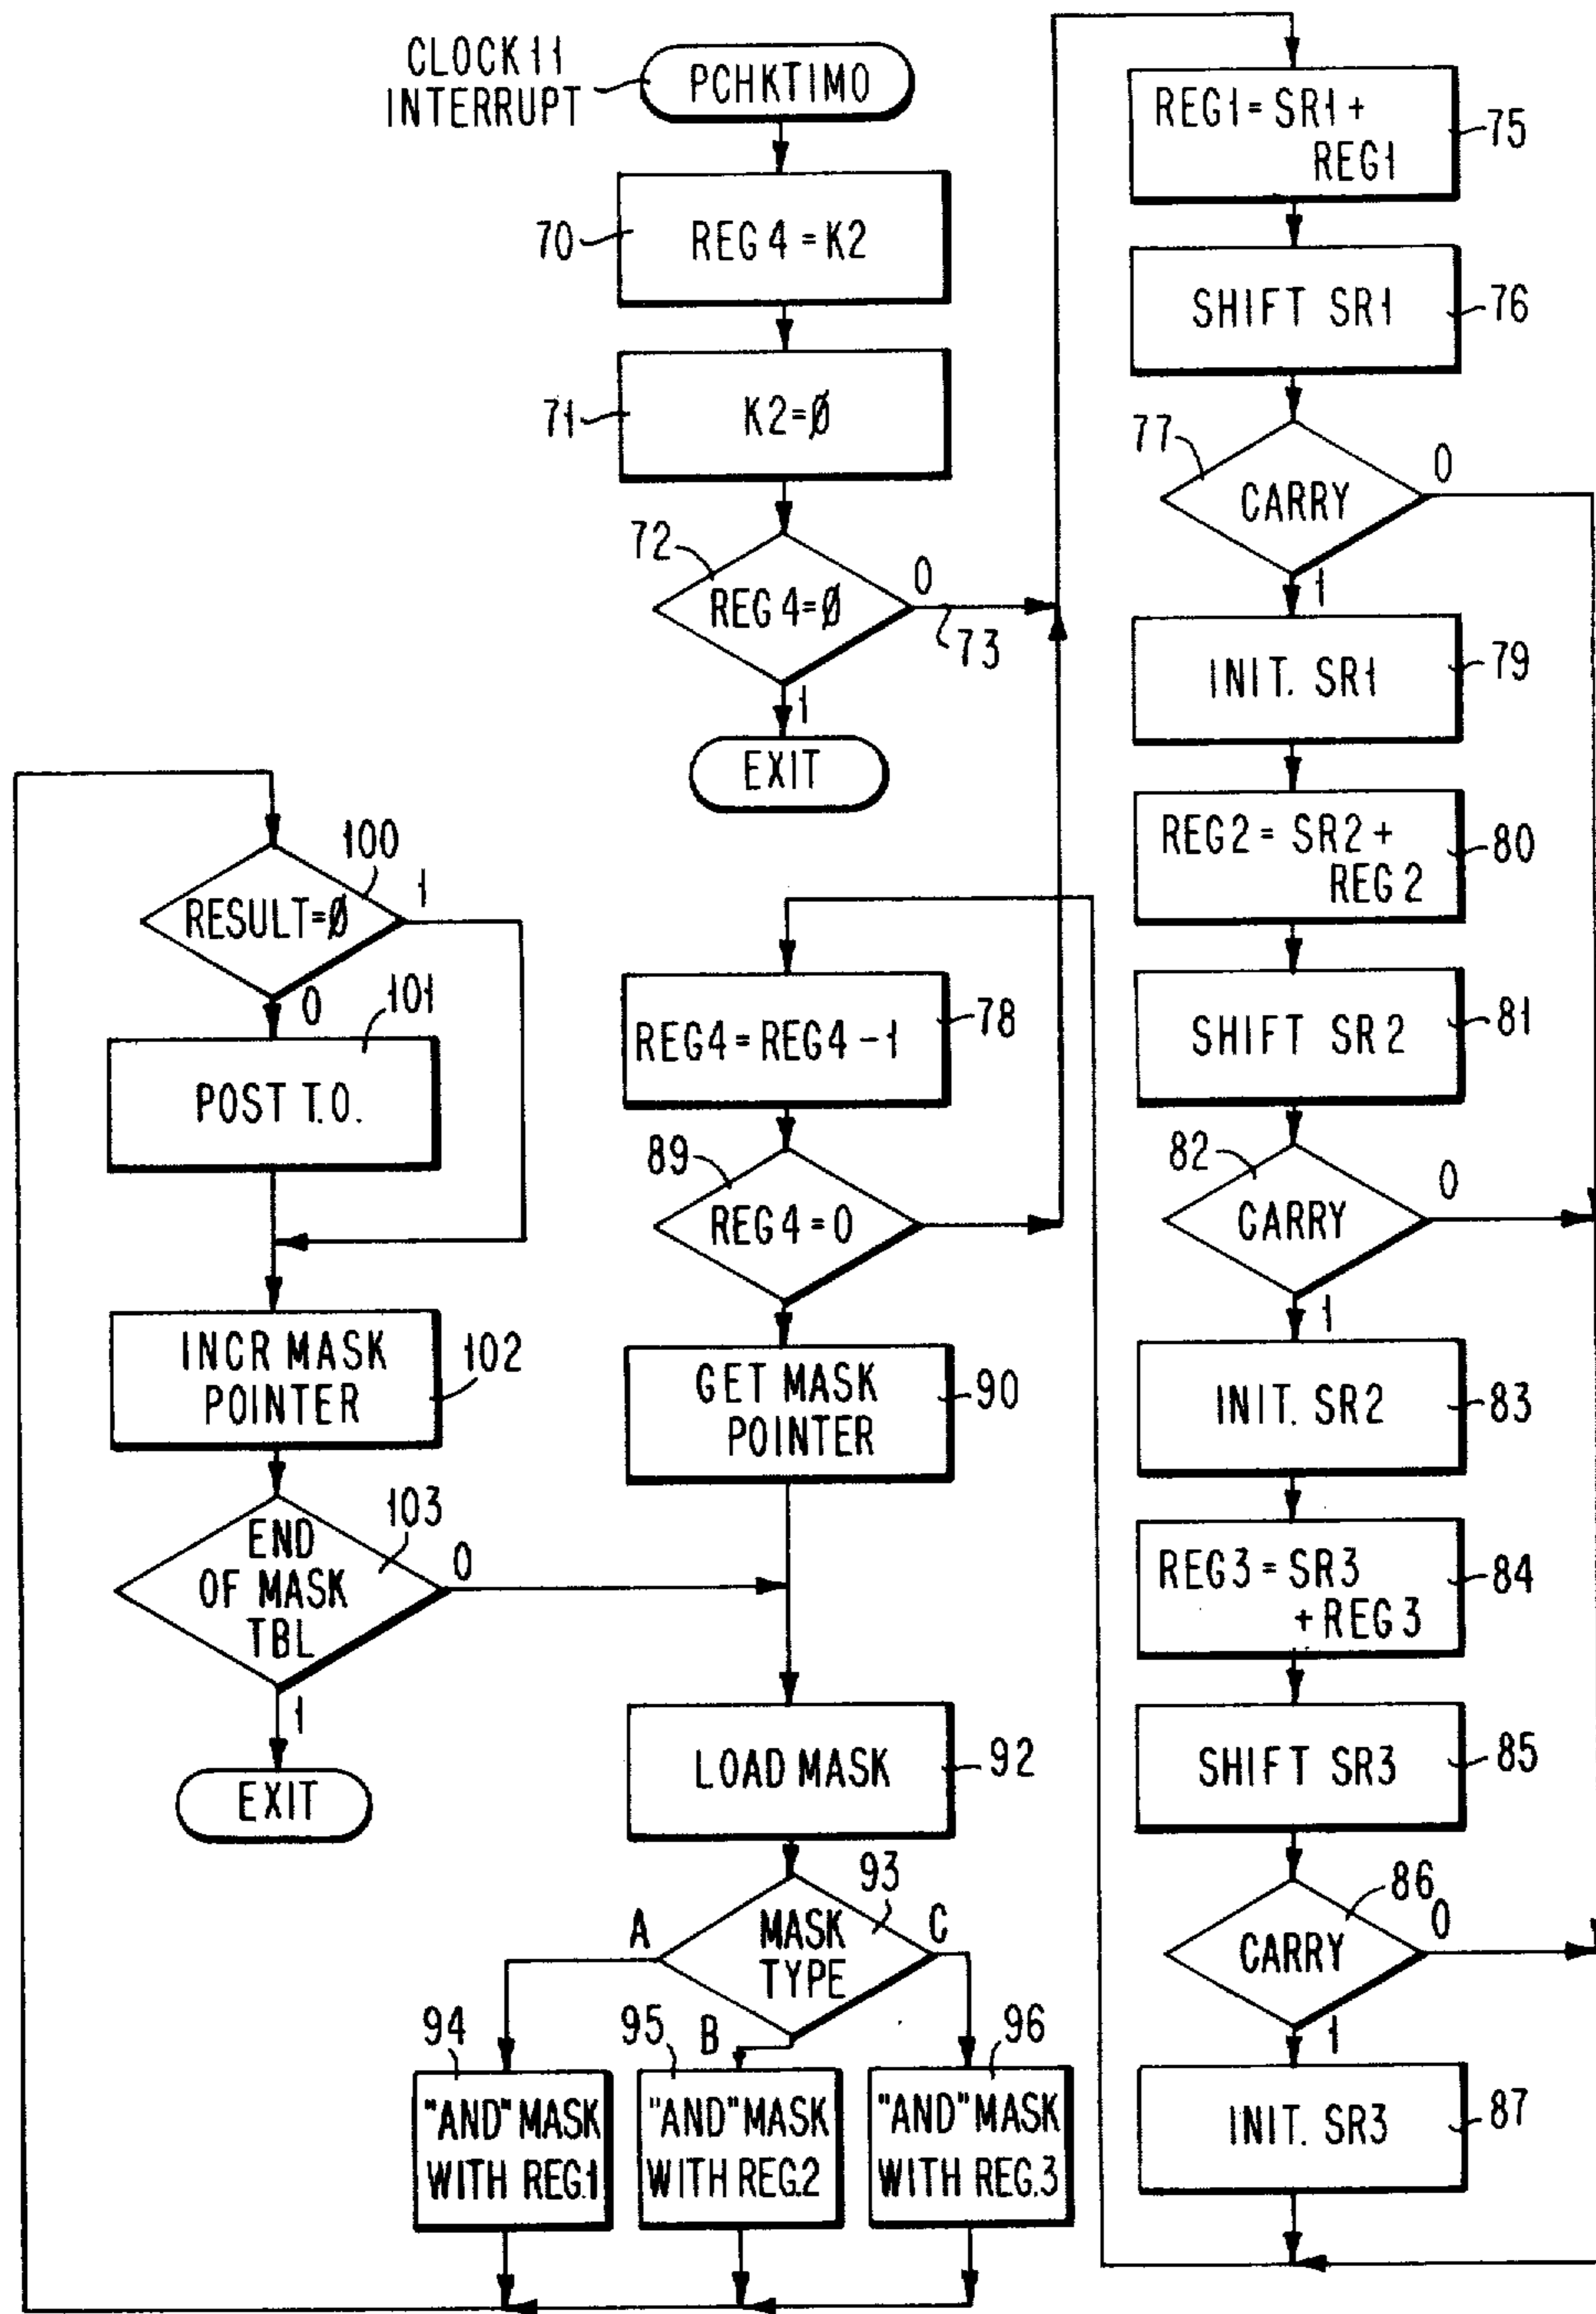 CLOCK 11
INTERRUPT
PCHKTIMO
70
REG 4 = K2
71
K2=Ø
72
REG 4=Ø
0
73
1
EXIT
REG1= SR1 +
REG1
75
SHIFT SR1
76
77
CARRY
0
1
INIT. SR1
79
REG2= SR2 +
REG 2
80
SHIFT SR2
81
82
CARRY
0
1
INIT. SR2
83
REG3=SR3
+REG 3
84
SHIFT SR3
85
86
CARRY
0
1
INIT. SR3
87
REG4=REG4-1
78
89
REG4=0
GET MASK
POINTER
90
LOAD MASK
92
93
MASK
TYPE
A
B
C
94
"AND" MASK
WITH REG.1
95
"AND" MASK
WITH REG.2
96
"AND" MASK
WITH REG.3
100
RESULT=Ø
1
0
101
POST T.O.
INCR MASK
POINTER
102
103
END
OF MASK
TBL
0
1
EXIT